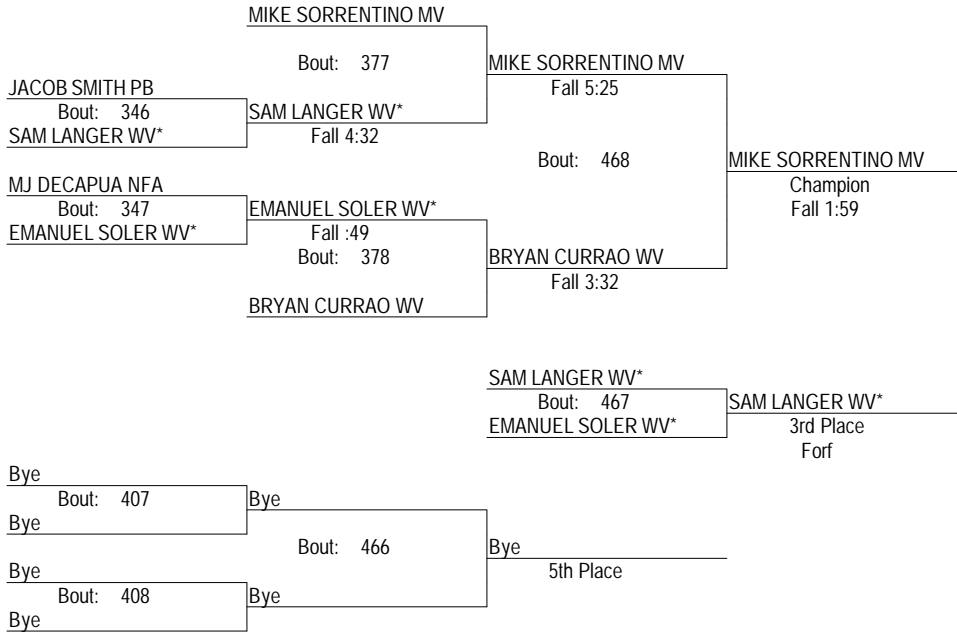 MIKE SORRENTINO MV
Bout: 377
MIKE SORRENTINO MV
Fall 5:25
JACOB SMITH PB
Bout: 346
SAM LANGER WV*
SAM LANGER WV*
Fall 4:32
Bout: 468
MIKE SORRENTINO MV
Champion
Fall 1:59
MJ DECAPUA NFA
Bout: 347
EMANUEL SOLER WV*
EMANUEL SOLER WV*
Fall :49
Bout: 378
BRYAN CURRAO WV
Fall 3:32
BRYAN CURRAO WV
SAM LANGER WV*
Bout: 467
EMANUEL SOLER WV*
SAM LANGER WV*
3rd Place
Forf
Bye
Bout: 407
Bye
Bye
Bout: 466
Bye
5th Place
Bye
Bout: 408
Bye
Bye